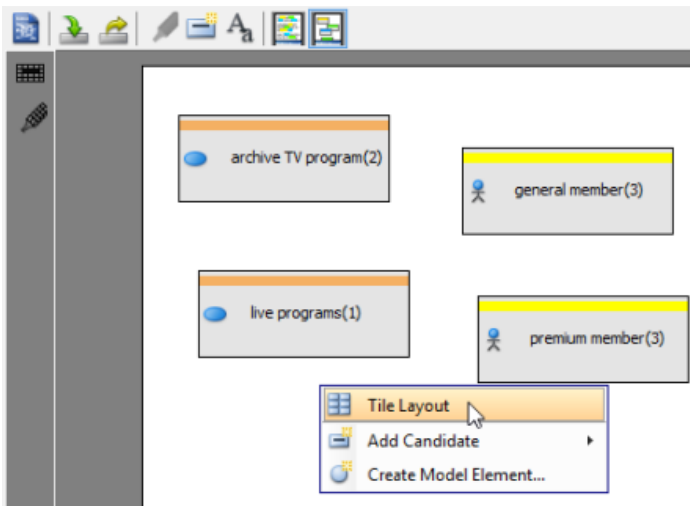 archive TV program(2)
general member(3)
live programs(1)
premium member(3)
Tile Layout
Add Candidate
Create Model Element...